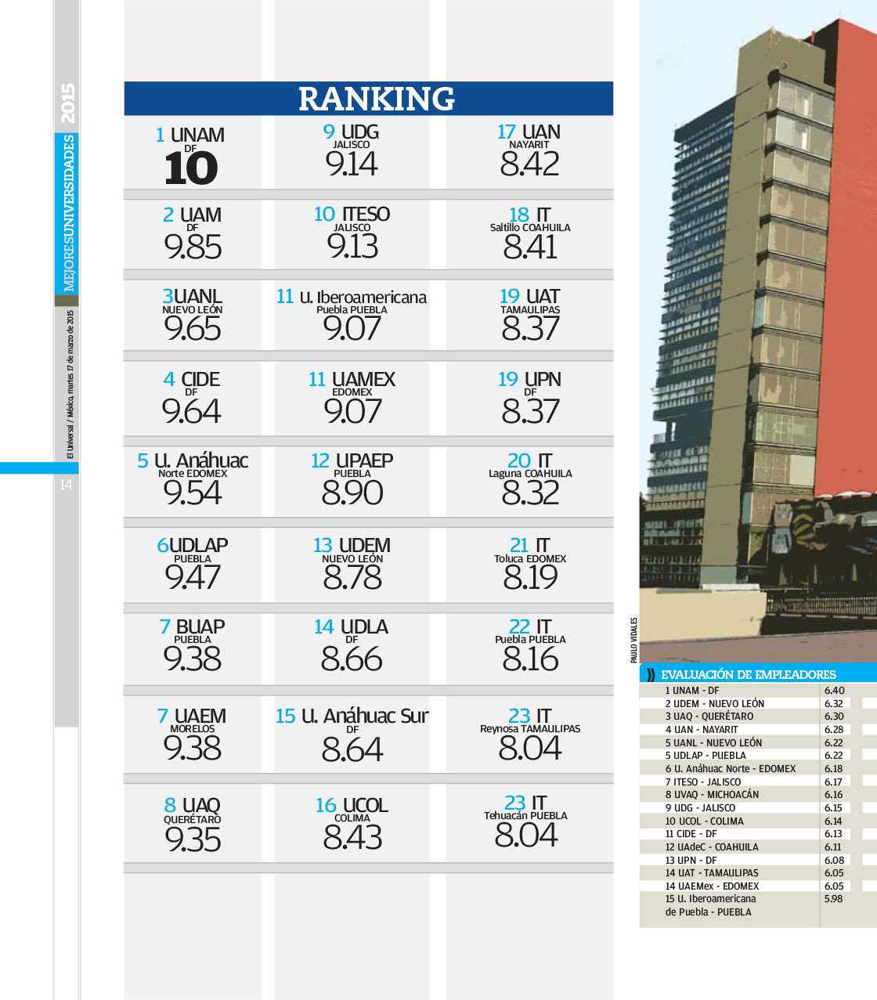 2015
MEJORESUNIVERSIDADES
El Universal / México, martes 17 de marzo de 2015
14
RANKING
1 UNAM
DF
10
2 UAM
DF
9.85
3UANL
NUEVO LEÓN
9.65
4 CIDE
DF
9.64
5 U. Anáhuac
Norte EDOMEX
9.54
6UDLAP
PUEBLA
9.47
7 BUAP
PUEBLA
9.38
7 UAEM
MORELOS
9.38
8 UAQ
QUERÉTARO
9.35
9 UDG
JALISCO
9.14
10 ITESO
JALISCO
9.13
11 U. Iberoamericana
Puebla PUEBLA
9.07
11 UAMEX
EDOMEX
9.07
12 UPAEP
PUEBLA
8.90
13 UDEM
NUEVO LEÓN
8.78
14 UDLA
DF
8.66
15 U. Anáhuac Sur
DF
8.64
16 UCOL
COLIMA
8.43
17 UAN
NAYARIT
8.42
18 IT
Saltillo COAHUILA
8.41
19 UAT
TAMAULIPAS
8.37
19 UPN
DF
8.37
20 IT
Laguna COAHUILA
8.32
21 IT
Toluca EDOMEX
8.19
22 IT
Puebla PUEBLA
8.16
23 IT
Reynosa TAMAULIPAS
8.04
23 IT
Tehuacán PUEBLA
8.04
PAULO VIDALES
EVALUACIÓN DE EMPLEADORES
1 UNAM - DF 6.40
2 UDEM - NUEVO LEÓN 6.32
3 UAQ - QUERÉTARO 6.30
4 UAN - NAYARIT 6.28
5 UANL - NUEVO LEÓN 6.22
5 UDLAP - PUEBLA 6.22
6 U. Anáhuac Norte - EDOMEX 6.18
7 ITESO - JALISCO 6.17
8 UVAQ - MICHOACÁN 6.16
9 UDG - JALISCO 6.15
10 UCOL - COLIMA 6.14
11 CIDE - DF 6.13
12 UAdeC - COAHUILA 6.11
13 UPN - DF 6.08
14 UAT - TAMAULIPAS 6.05
14 UAEMex - EDOMEX 6.05
15 U. Iberoamericana 5.98
de Puebla - PUEBLA